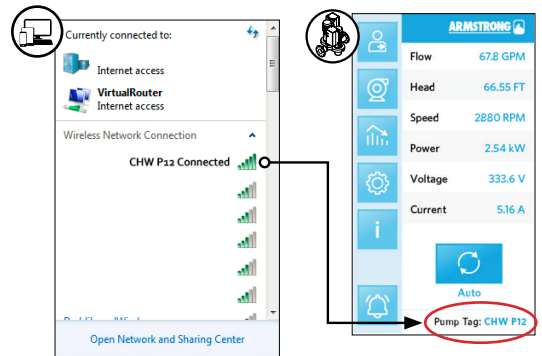 Currently connected to:
Internet access
VirtualRouter
Internet access
Wireless Network Connection
CHW P12 Connected
Open Network and Sharing Center
ARMSTRONG
Flow 67.8 GPM
Head 66.55 FT
Speed 2880 RPM
Power 2.54 kW
Voltage 333.6 V
Current 5.16 A
i
Auto
Pump Tag: CHW P12